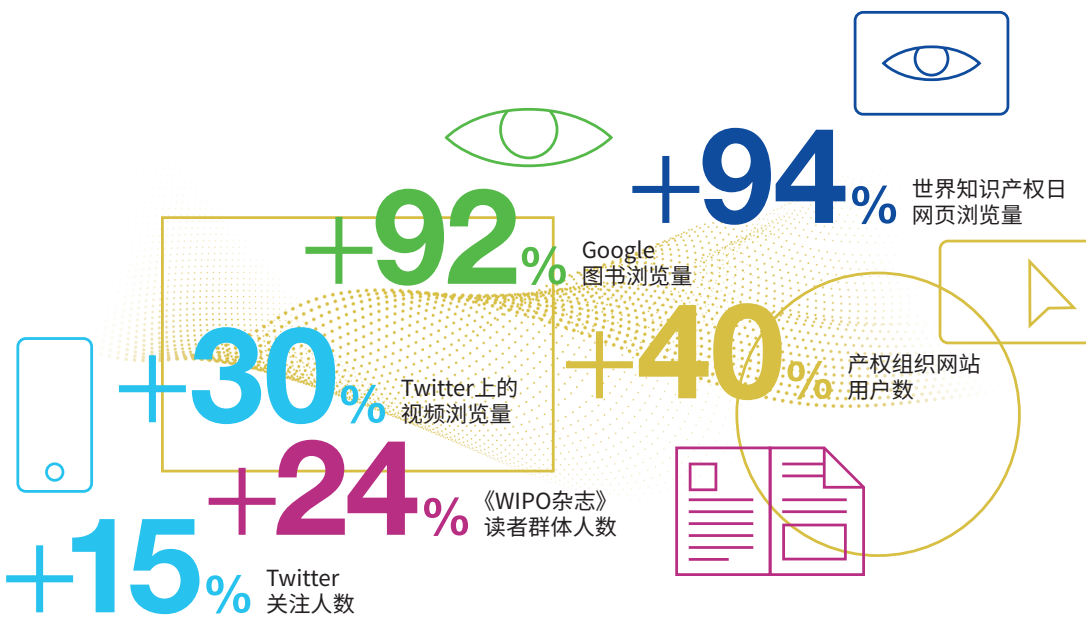 +94%
世界知识产权日
网页浏览量
+92%
Google
图书浏览量
+40%
产权组织网站
用户数
+30%
Twitter上的
视频浏览量
+24%
《WIPO杂志》
读者群体人数
+15%
Twitter
关注人数